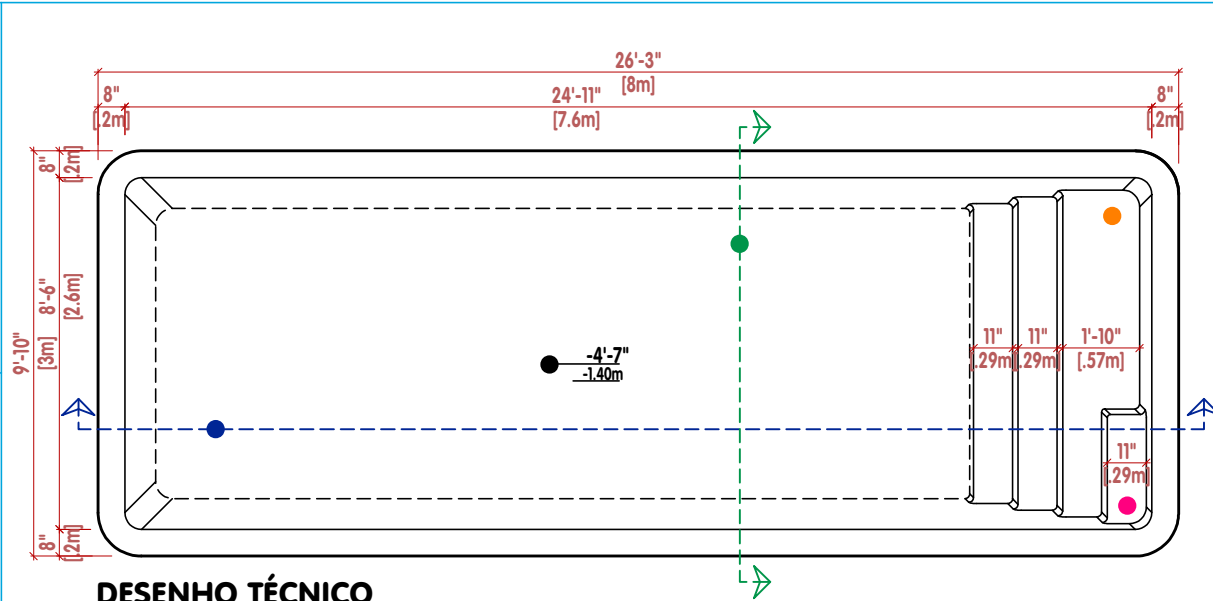 26'-3"
[8m]
8"
[.2m]
24'-11"
[7.6m]
8"
[.2m]
8"
[.2m]
9'-10"
[3m]
8'-6"
[2.6m]
-4'-7"
-1.40m
11"
[.29m]
11"
[.29m]
1'-10"
[.57m]
11"
[.29m]
8"
[.2m]
DESENHO TÉCNICO